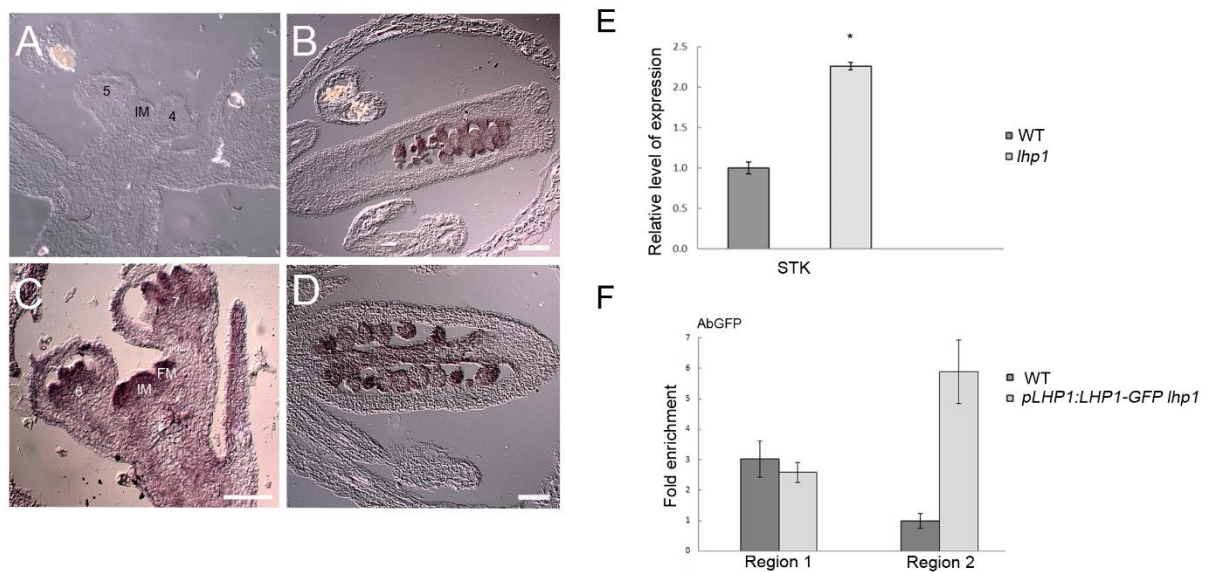 A
5
IM
4
B
C
7
FM
IM
6
D
E
*
Relative level of expression
2.5
2.0
1.5
1.0
0.5
0.0
STK
WT
lhp1
F
AbGFP
Fold enrichment
7
6
5
4
3
2
1
0
Region 1
Region 2
WT
pLHP1:LHP1-GFP lhp1